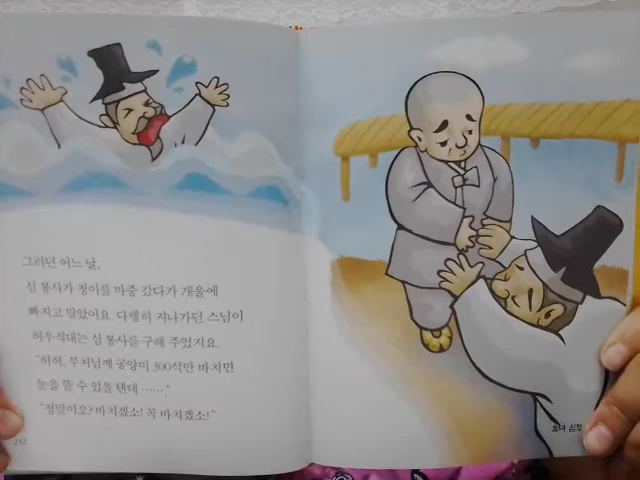 그러던 어느 날,
심 봉사가 청이를 마중 갔다가 개울에
빠지고 말았어요. 다행히 지나가던 스님이
허우적대는 심 봉사를 구해 주었지요.
"허허, 부처님께 공양미 300석만 바치면
눈을 뜰 수 있을 텐데 ……."
"정말이오? 바치겠소! 꼭 바치겠소!"
242
효녀 심청